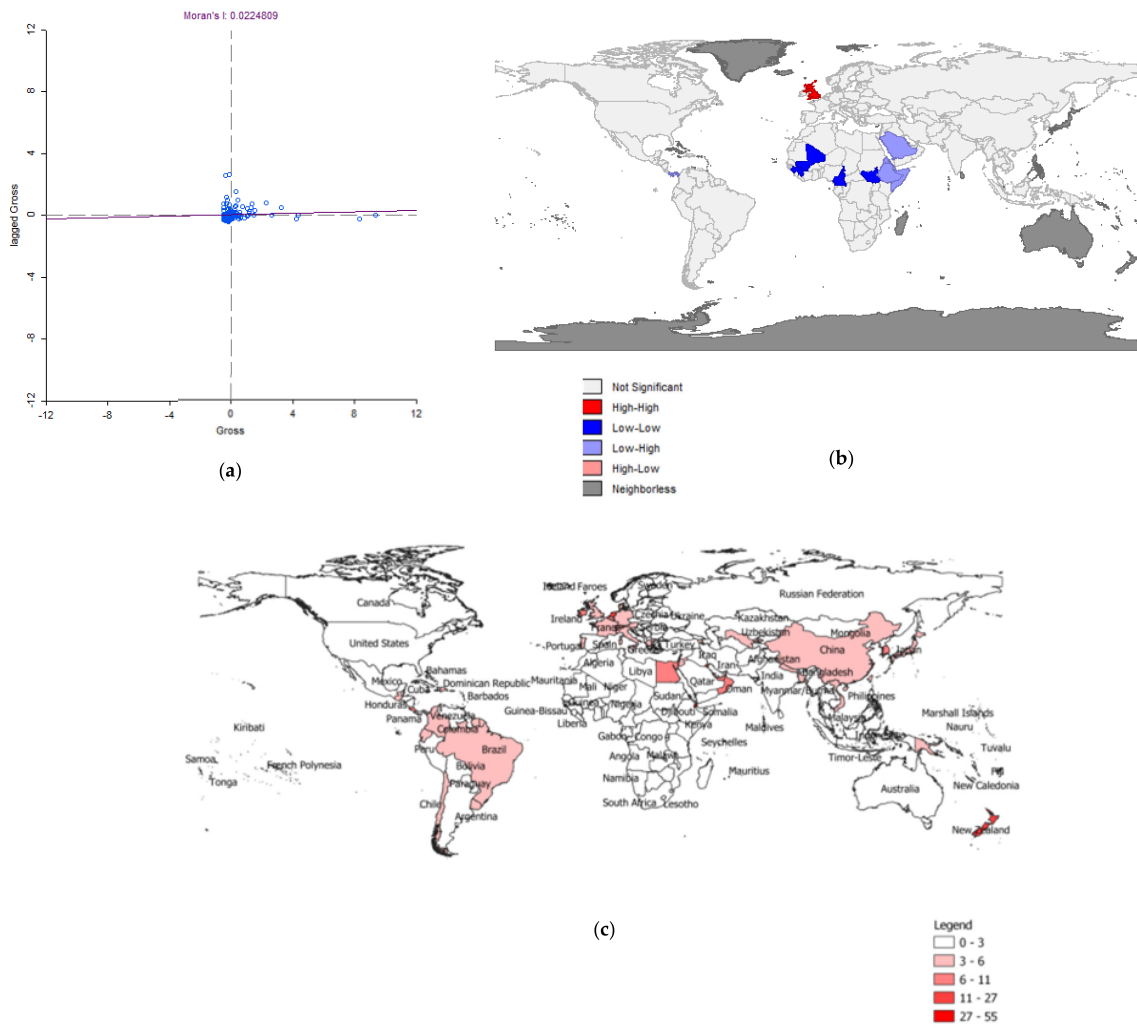 Moran's I: 0.0224809
12
8
4
0
-4
-8
-12
lagged Gross
-12
-8
-4
0
4
8
12
Gross
(a)
Not Significant
High-High
Low-Low
Low-High
High-Low
Neighborless
(b)
Iceland Faroes
Sweden
Russian Federation
Canada
Ireland
Czechia
Ukraine
Kazakhstan
United States
France
Serbia
Uzbekistan
Mongolia
Portugal
Spain
Greece
Turkey
China
Japan
Algeria
Iraq
Iran
Afghanistan
Bahamas
Libya
Qatar
India
Bangladesh
Mexico
Cuba
Dominican Republic
Mauritania
Mali
Niger
Sudan
Oman
Myanmar/Burma
Philippines
Honduras
Barbados
Guinea-Bissau
Nigeria
Djibouti
Somalia
Panama
Venezuela
Liberia
Kenya
Maldives
Malaysia
Marshall Islands
Kiribati
Colombia
Gabon
Congo
Seychelles
Nauru
Peru
Brazil
Angola
Malawi
Timor-Leste
Tuvalu
Samoa
French Polynesia
Bolivia
Namibia
Mauritius
Fiji
Tonga
Paraguay
Australia
New Caledonia
Chile
South Africa
Lesotho
Argentina
New Zealand
(c)
Legend
0 - 3
3 - 6
6 - 11
11 - 27
27 - 55